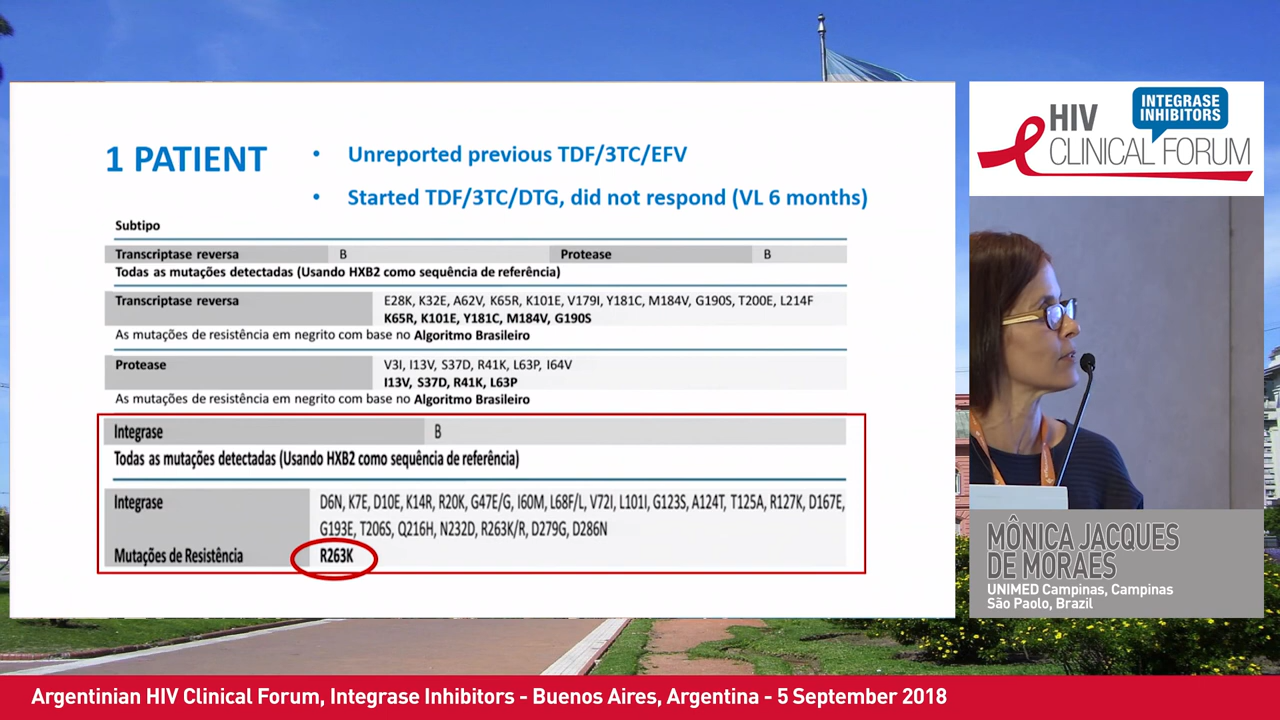 1 PATIENT
• Unreported previous TDF/3TC/EFV
• Started TDF/3TC/DTG, did not respond (VL 6 months)
Subtipo
Transcriptase reversa B Protease B
Todas as mutações detectadas (Usando HXB2 como sequência de referência)
Transcriptase reversa E28K, K32E, A62V, K65R, K101E, V179I, Y181C, M184V, G190S, T200E, L214F
K65R, K101E, Y181C, M184V, G190S
As mutações de resistência em negrito com base no Algoritmo Brasileiro
Protease V3I, I13V, S37D, R41K, L63P, I64V
I13V, S37D, R41K, L63P
As mutações de resistência em negrito com base no Algoritmo Brasileiro
Integrase B
Todas as mutações detectadas (Usando HXB2 como sequência de referência)
Integrase D6N, K7E, D10E, K14R, R20K, G47E/G, I60M, L68F/L, V72I, L101I, G123S, A124T, T125A, R127K, D167E,
G193E, T206S, Q216H, N232D, R263K/R, D279G, D286N
Mutações de Resistência R263K
HIV
INTEGRASE
INHIBITORS
CLINICAL FORUM
MÔNICA JACQUES
DE MORAES
UNIMED Campinas, Campinas
São Paolo, Brazil
Argentinian HIV Clinical Forum, Integrase Inhibitors - Buenos Aires, Argentina - 5 September 2018